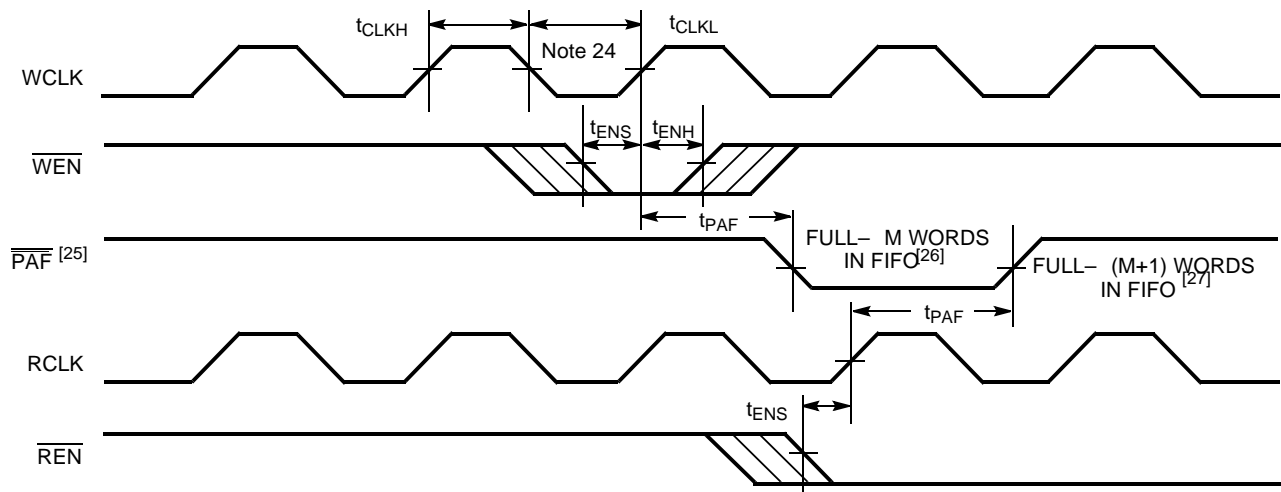 tCLKH
tCLKL
Note 24
WCLK
tENS
tENH
WEN
tPAF
PAF [25]
FULL– M WORDS
IN FIFO[26]
FULL– (M+1) WORDS
IN FIFO [27]
tPAF
RCLK
tENS
REN